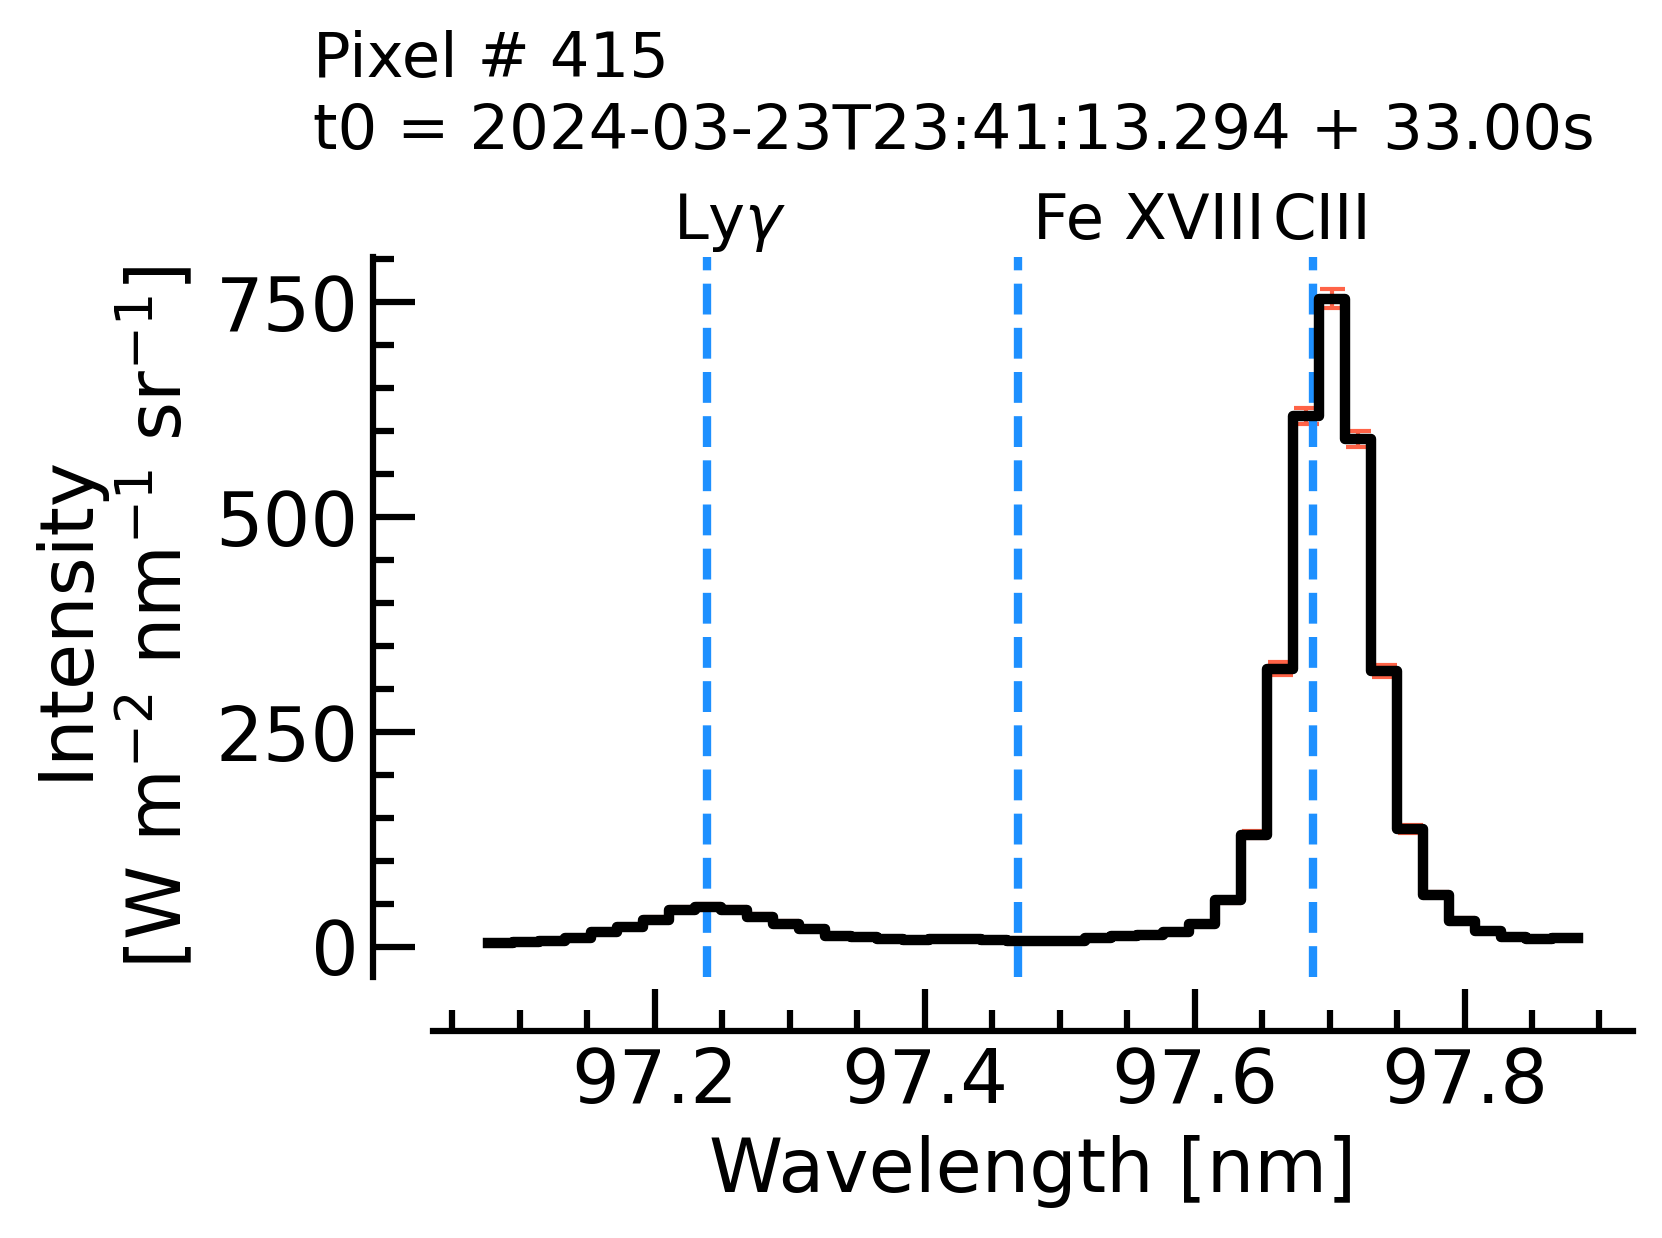 Pixel # 415
t0 = 2024-03-23T23:41:13.294 + 33.00s
Lyγ Fe XVIII CIII
Intensity
[W m⁻² nm⁻¹ sr⁻¹]
750
500
250
0
97.2 97.4 97.6 97.8
Wavelength [nm]